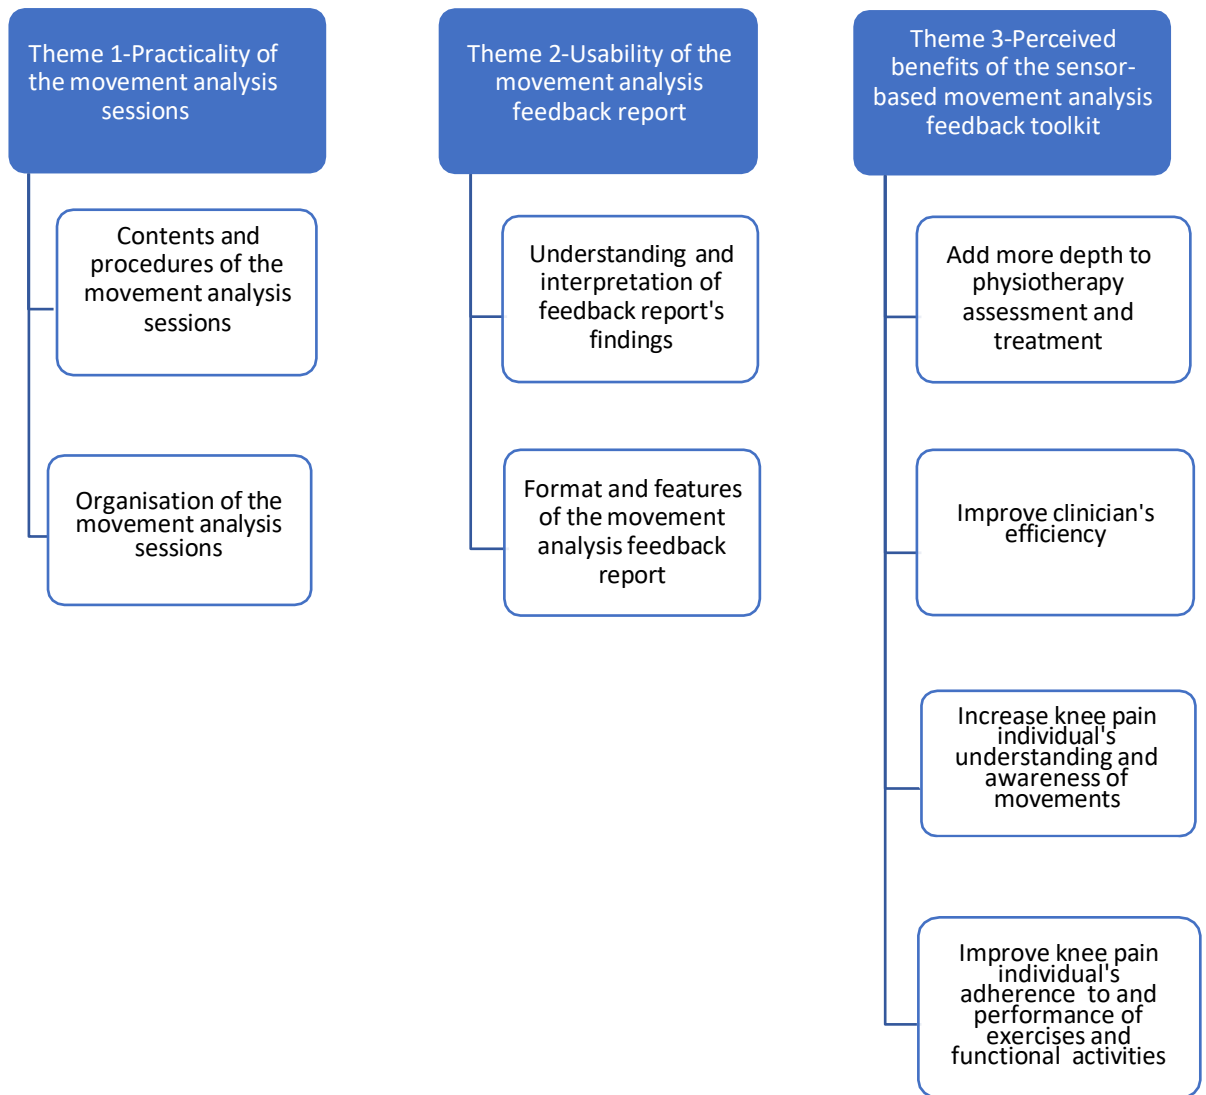 Theme 1-Practicality of
the movement analysis
sessions
Contents and
procedures of the
movement analysis
sessions
Organisation of the
movement analysis
sessions
Theme 2-Usability of the
movement analysis
feedback report
Understanding and
interpretation of
feedback report's
findings
Format and features
of the movement
analysis feedback
report
Theme 3-Perceived
benefits of the sensor-
based movement analysis
feedback toolkit
Add more depth to
physiotherapy
assessment and
treatment
Improve clinician's
efficiency
Increase knee pain
individual's
understanding and
awareness of
movements
Improve knee pain
individual's
adherence to and
performance of
exercises and
functional activities